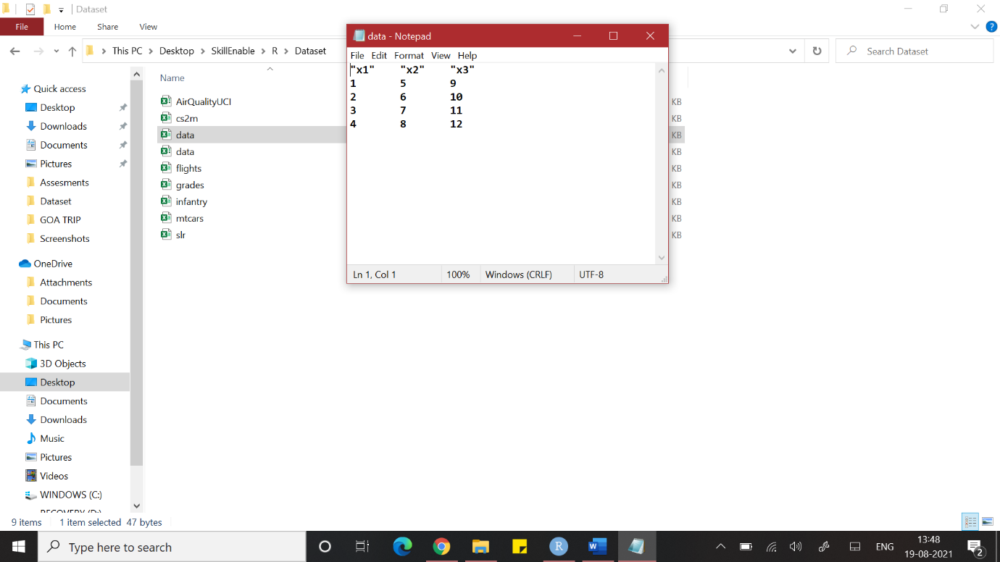 Dataset
File Home Share View
This PC Desktop SkillEnable R Dataset
Search Dataset
Quick access
Desktop
Downloads
Documents
Pictures
Assesments
Dataset
GOA TRIP
Screenshots
OneDrive
Attachments
Documents
Pictures
This PC
3D Objects
Desktop
Documents
Downloads
Music
Pictures
Videos
WINDOWS (C:)
RECOVERY (D:)
Name
AirQualityUCI
cs2m
data
data
flights
grades
infantry
mtcars
slr
KB
KB
KB
KB
KB
KB
KB
KB
KB
data - Notepad
File Edit Format View Help
"x1" "x2" "x3"
1 5 9
2 6 10
3 7 11
4 8 12
Ln 1, Col 1 100% Windows (CRLF) UTF-8
9 items 1 item selected 47 bytes
Type here to search
R
W
ENG
13:48
19-08-2021
2